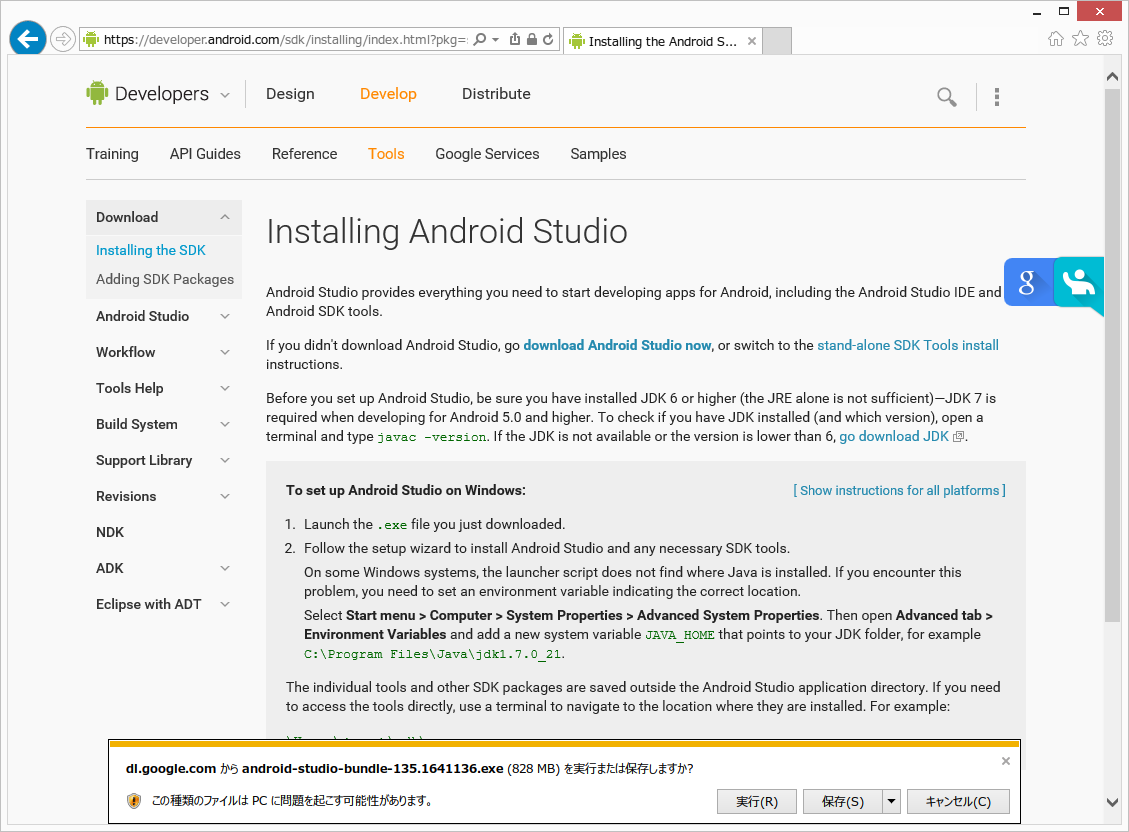 https://developer.android.com/sdk/installing/index.html?pkg=
Installing the Android S...
Developers
Design
Develop
Distribute
Training
API Guides
Reference
Tools
Google Services
Samples
Download
Installing the SDK
Adding SDK Packages
Android Studio
Workflow
Tools Help
Build System
Support Library
Revisions
NDK
ADK
Eclipse with ADT
Installing Android Studio
Android Studio provides everything you need to start developing apps for Android, including the Android Studio IDE and
Android SDK tools.
If you didn't download Android Studio, go download Android Studio now, or switch to the stand-alone SDK Tools install
instructions.
Before you set up Android Studio, be sure you have installed JDK 6 or higher (the JRE alone is not sufficient)—JDK 7 is
required when developing for Android 5.0 and higher. To check if you have JDK installed (and which version), open a
terminal and type javac -version. If the JDK is not available or the version is lower than 6, go download JDK.
g
To set up Android Studio on Windows:
[ Show instructions for all platforms ]
1. Launch the .exe file you just downloaded.
2. Follow the setup wizard to install Android Studio and any necessary SDK tools.
On some Windows systems, the launcher script does not find where Java is installed. If you encounter this
problem, you need to set an environment variable indicating the correct location.
Select Start menu > Computer > System Properties > Advanced System Properties. Then open Advanced tab >
Environment Variables and add a new system variable JAVA_HOME that points to your JDK folder, for example
C:\Program Files\Java\jdk1.7.0_21.
The individual tools and other SDK packages are saved outside the Android Studio application directory. If you need
to access the tools directly, use a terminal to navigate to the location where they are installed. For example:
dl.google.com から android-studio-bundle-135.1641136.exe (828 MB) を実行または保存しますか?
この種類のファイルは PC に問題を起こす可能性があります。
実行(R)
保存(S)
キャンセル(C)